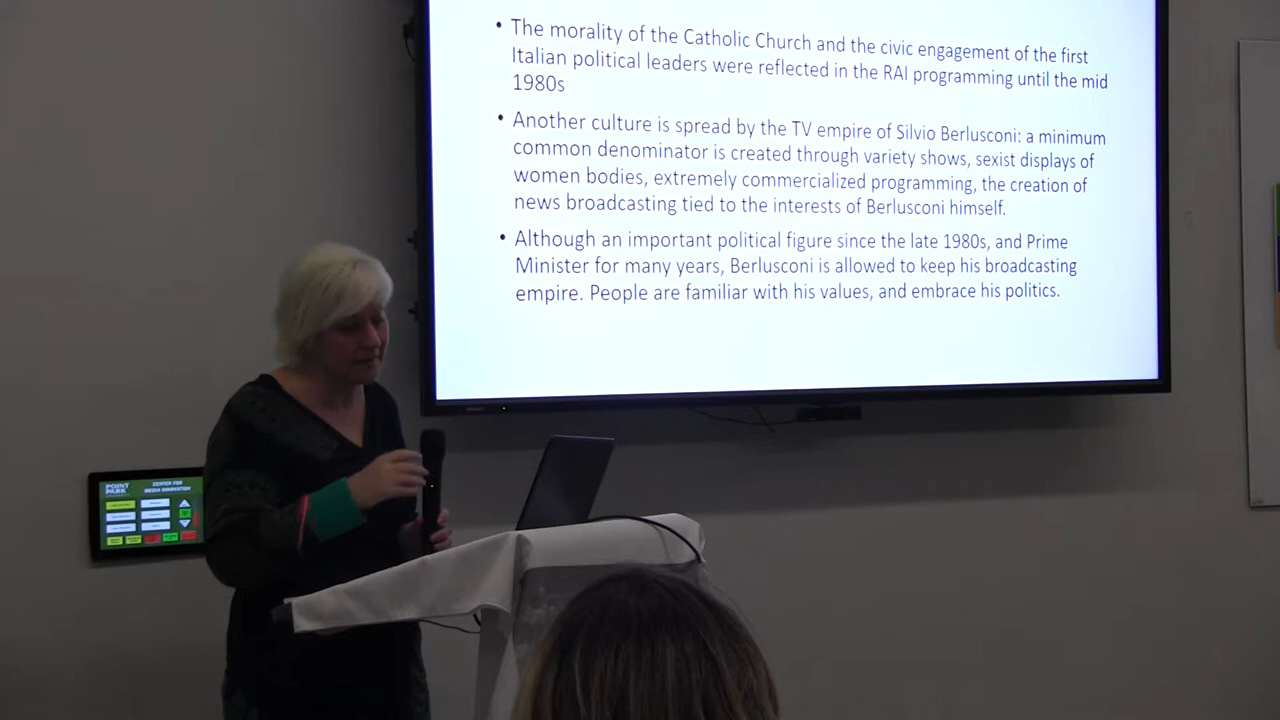 • The morality of the Catholic Church and the civic engagement of the first
Italian political leaders were reflected in the RAI programming until the mid
1980s
• Another culture is spread by the TV empire of Silvio Berlusconi: a minimum
common denominator is created through variety shows, sexist displays of
women bodies, extremely commercialized programming, the creation of
news broadcasting tied to the interests of Berlusconi himself.
• Although an important political figure since the late 1980s, and Prime
Minister for many years, Berlusconi is allowed to keep his broadcasting
empire. People are familiar with his values, and embrace his politics.
POINT
PARK
CENTER FOR
MEDIA INNOVATION